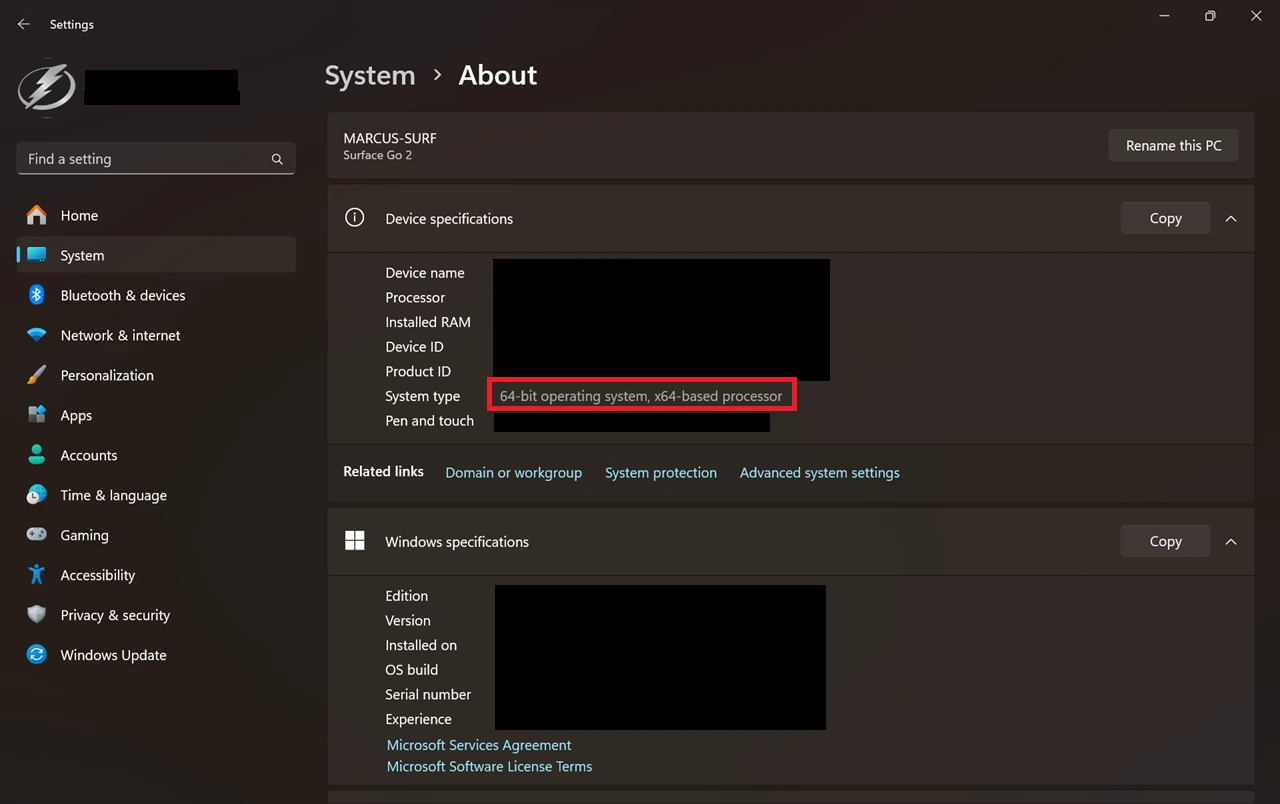 Settings
System > About
MARCUS-SURF
Surface Go 2
Rename this PC
Find a setting
Home
System
Bluetooth & devices
Network & internet
Personalization
Apps
Accounts
Time & language
Gaming
Accessibility
Privacy & security
Windows Update
Device specifications
Copy
Device name
Processor
Installed RAM
Device ID
Product ID
System type 64-bit operating system, x64-based processor
Pen and touch
Related links Domain or workgroup System protection Advanced system settings
Windows specifications
Copy
Edition
Version
Installed on
OS build
Serial number
Experience
Microsoft Services Agreement
Microsoft Software License Terms